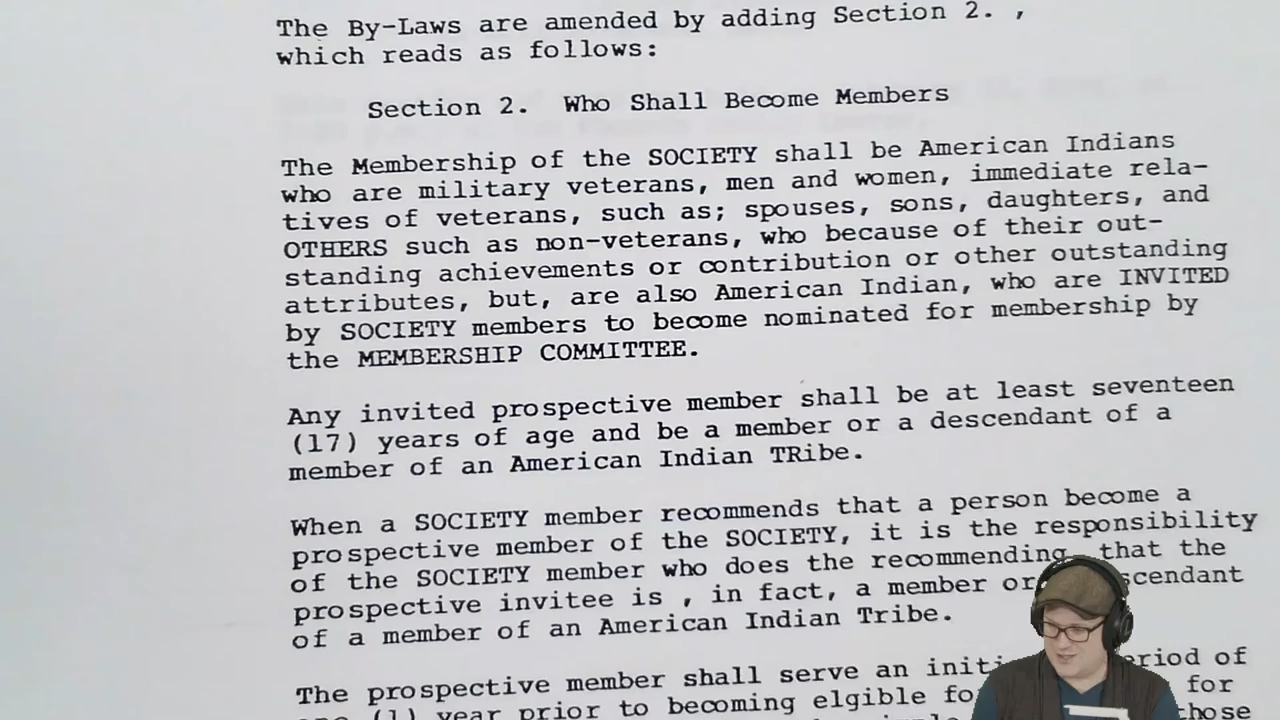 The By-Laws are amended by adding Section 2. ,
which reads as follows:
Section 2. Who Shall Become Members
The Membership of the SOCIETY shall be American Indians
who are military veterans, men and women, immediate rela-
tives of veterans, such as; spouses, sons, daughters, and
OTHERS such as non-veterans, who because of their out-
standing achievements or contribution or other outstanding
attributes, but, are also American Indian, who are INVITED
by SOCIETY members to become nominated for membership by
the MEMBERSHIP COMMITTEE.
Any invited prospective member shall be at least seventeen
(17) years of age and be a member or a descendant of a
member of an American Indian TRibe.
When a SOCIETY member recommends that a person become a
prospective member of the SOCIETY, it is the responsibility
of the SOCIETY member who does the recommending that the
prospective invitee is , in fact, a member or scendant
of a member of an American Indian Tribe.
The prospective member shall serve an initi eriod of
(1) year prior to becoming elgible fo for
those